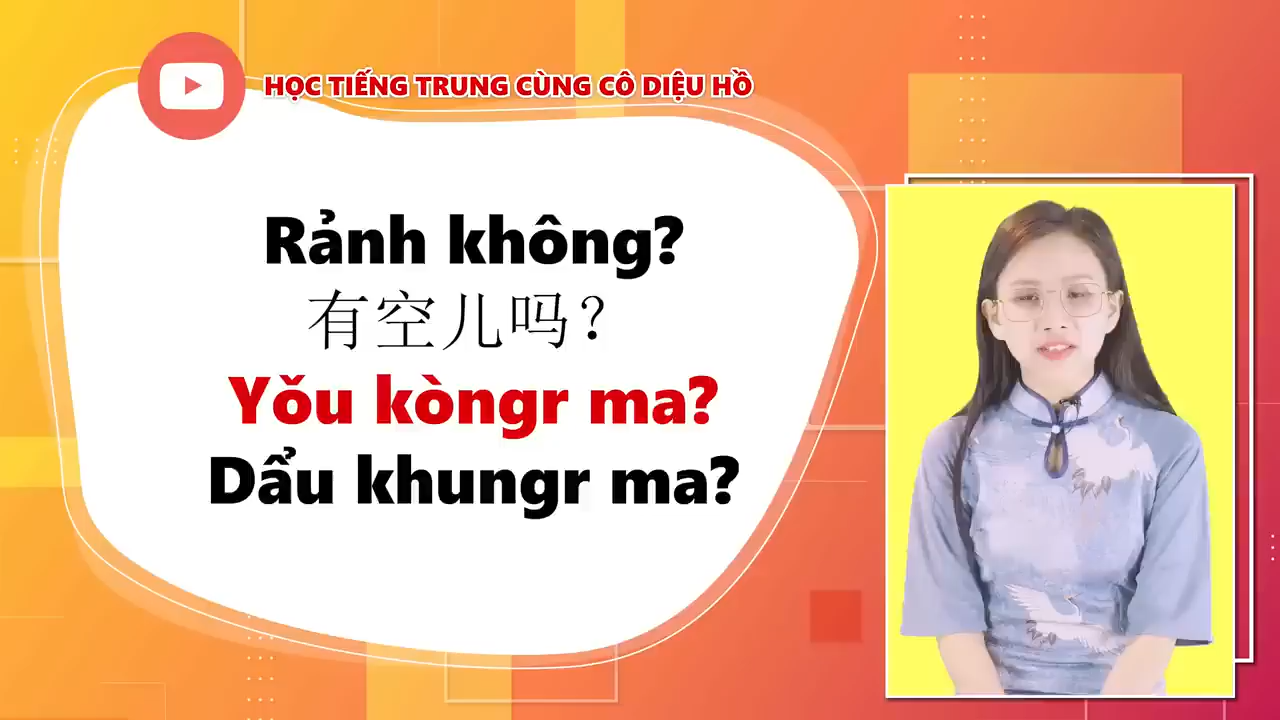 HỌC TIẾNG TRUNG CÙNG CÔ DIỆU HỒ
Rảnh không?
有空儿吗？
Yǒu kòngr ma?
Dẩu khungr ma?